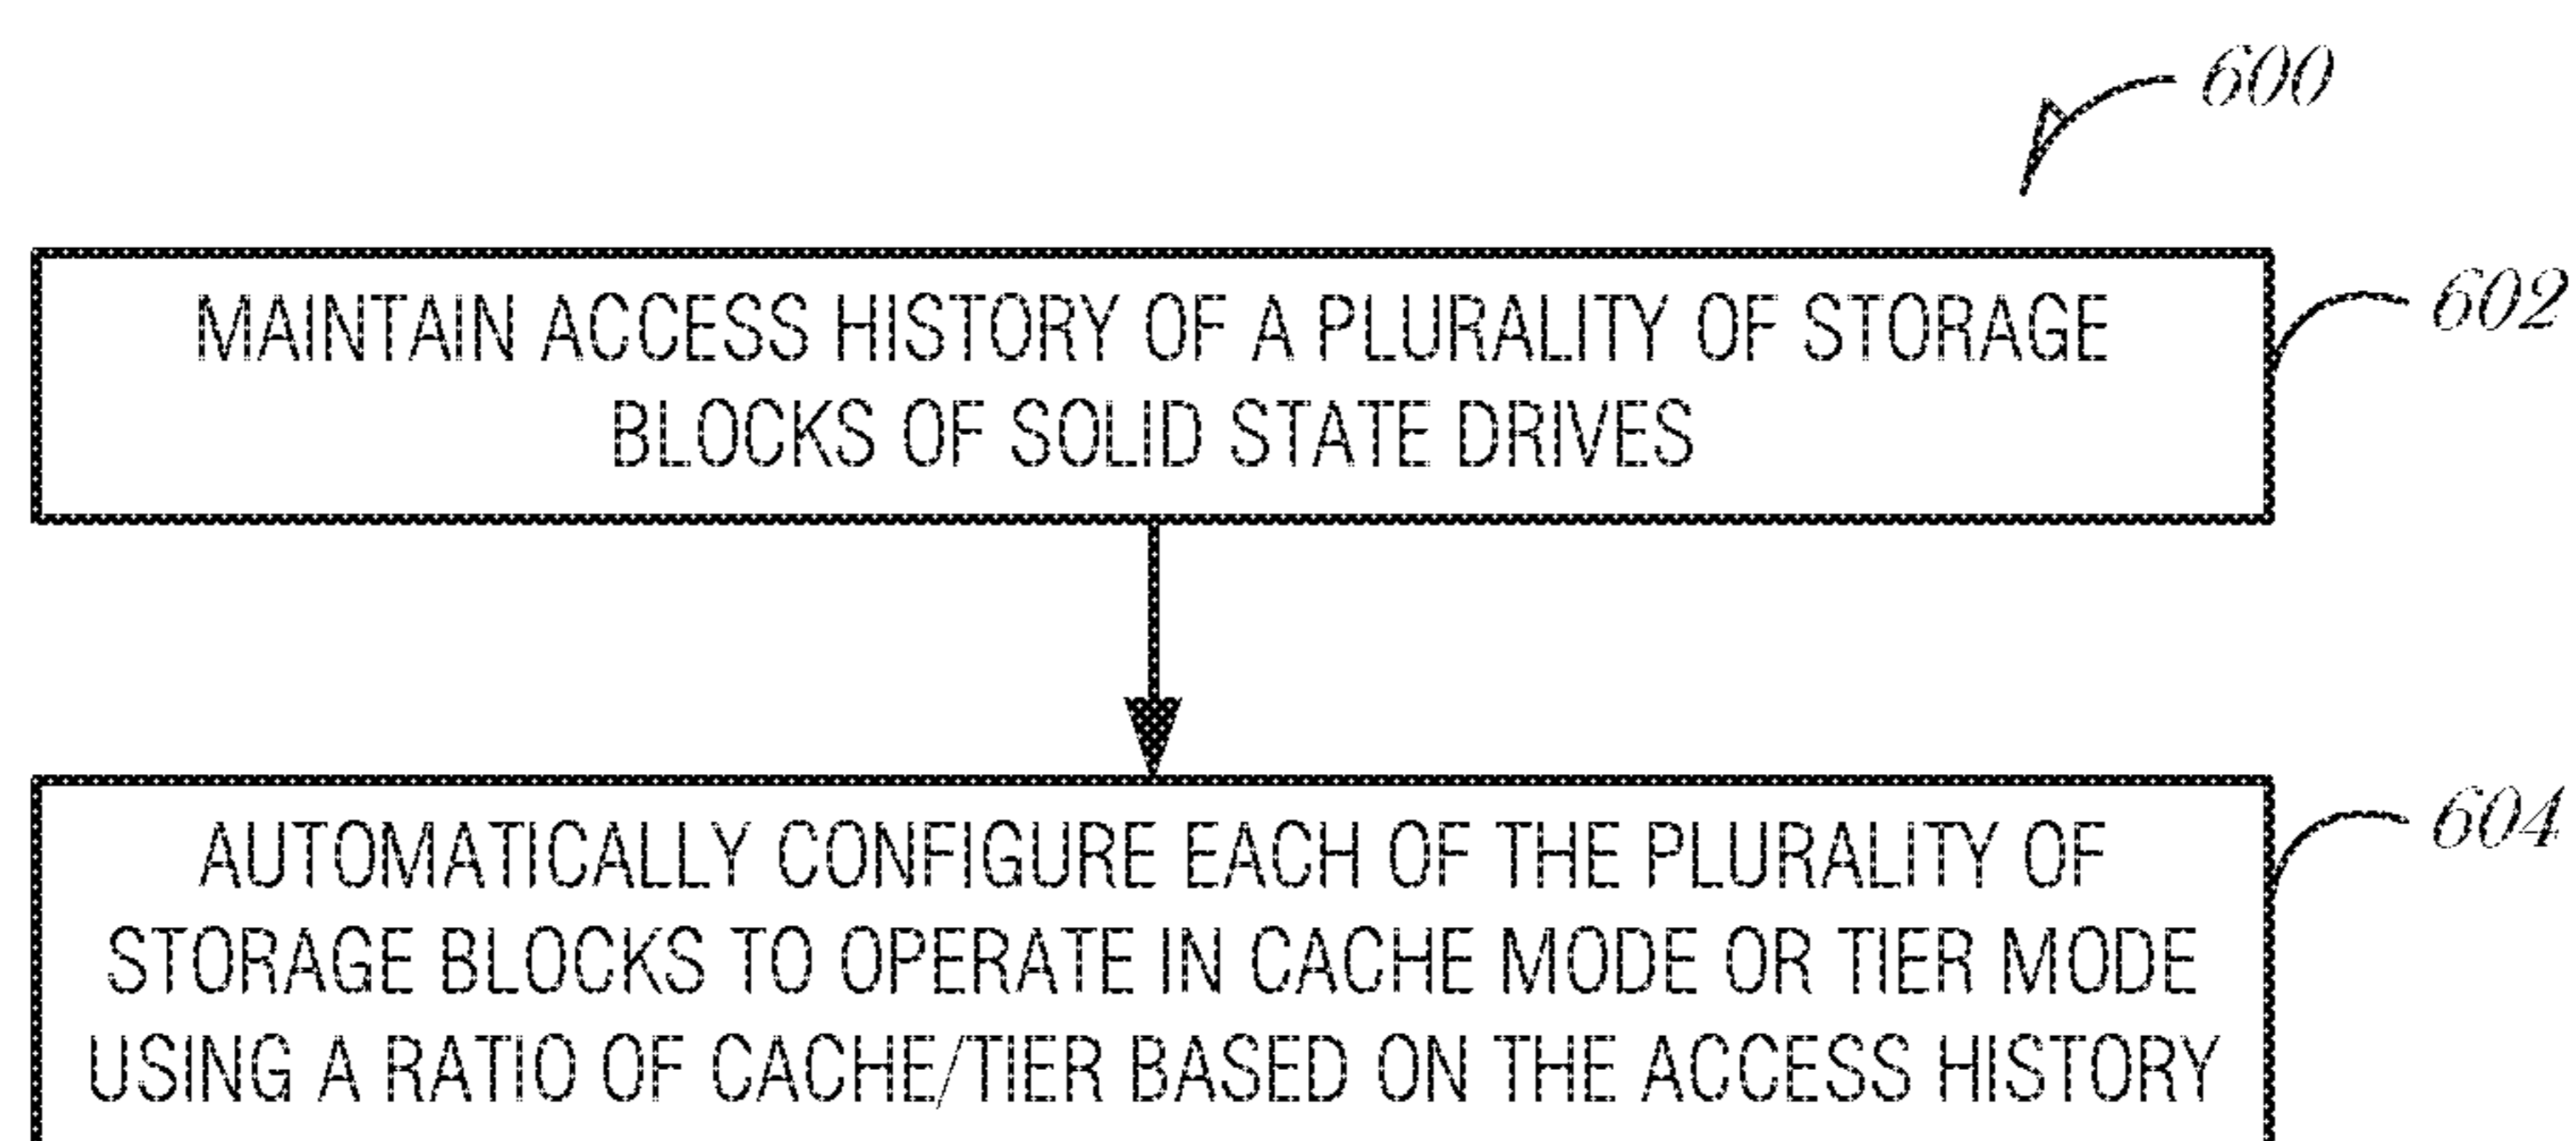 600
MAINTAIN ACCESS HISTORY OF A PLURALITY OF STORAGE
BLOCKS OF SOLID STATE DRIVES
602
AUTOMATICALLY CONFIGURE EACH OF THE PLURALITY OF
STORAGE BLOCKS TO OPERATE IN CACHE MODE OR TIER MODE
USING A RATIO OF CACHE/TIER BASED ON THE ACCESS HISTORY
604